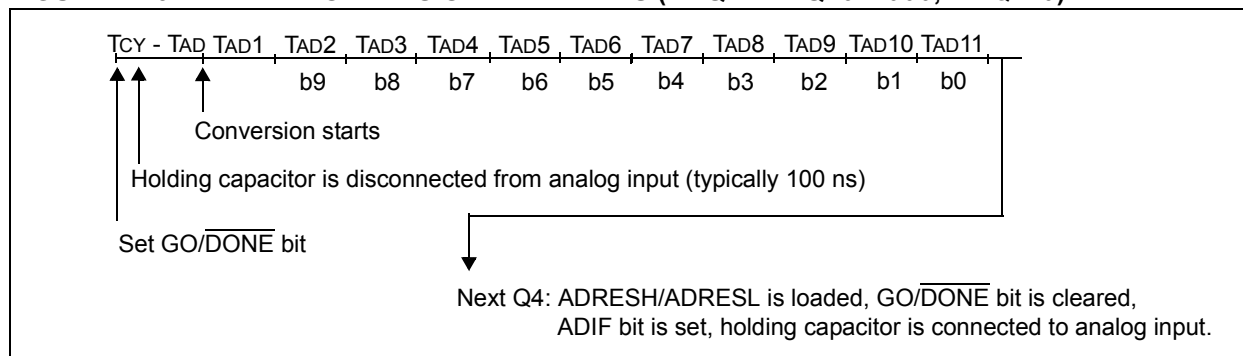 TCY - TAD TAD1 TAD2 TAD3 TAD4 TAD5 TAD6 TAD7 TAD8 TAD9 TAD10 TAD11
b9 b8 b7 b6 b5 b4 b3 b2 b1 b0
Conversion starts
Holding capacitor is disconnected from analog input (typically 100 ns)
Set GO/DONE bit
Next Q4: ADRESH/ADRESL is loaded, GO/DONE bit is cleared,
ADIF bit is set, holding capacitor is connected to analog input.